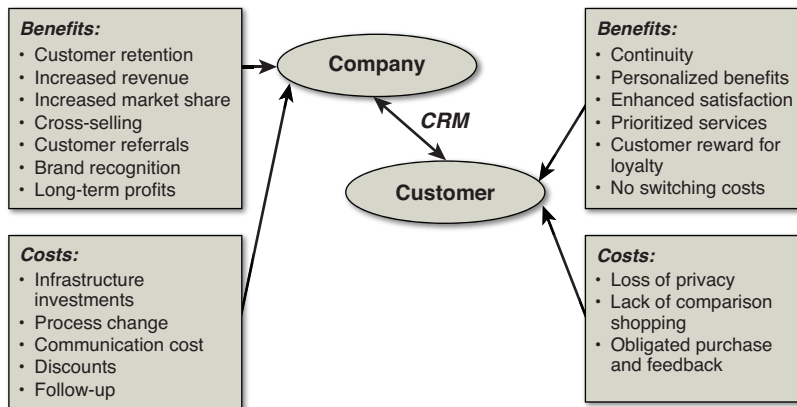 Benefits:
• Customer retention
• Increased revenue
• Increased market share
• Cross-selling
• Customer referrals
• Brand recognition
• Long-term profits
Costs:
• Infrastructure
investments
• Process change
• Communication cost
• Discounts
• Follow-up
Company
CRM
Customer
Benefits:
• Continuity
• Personalized benefits
• Enhanced satisfaction
• Prioritized services
• Customer reward for
loyalty
• No switching costs
Costs:
• Loss of privacy
• Lack of comparison
shopping
• Obligated purchase
and feedback